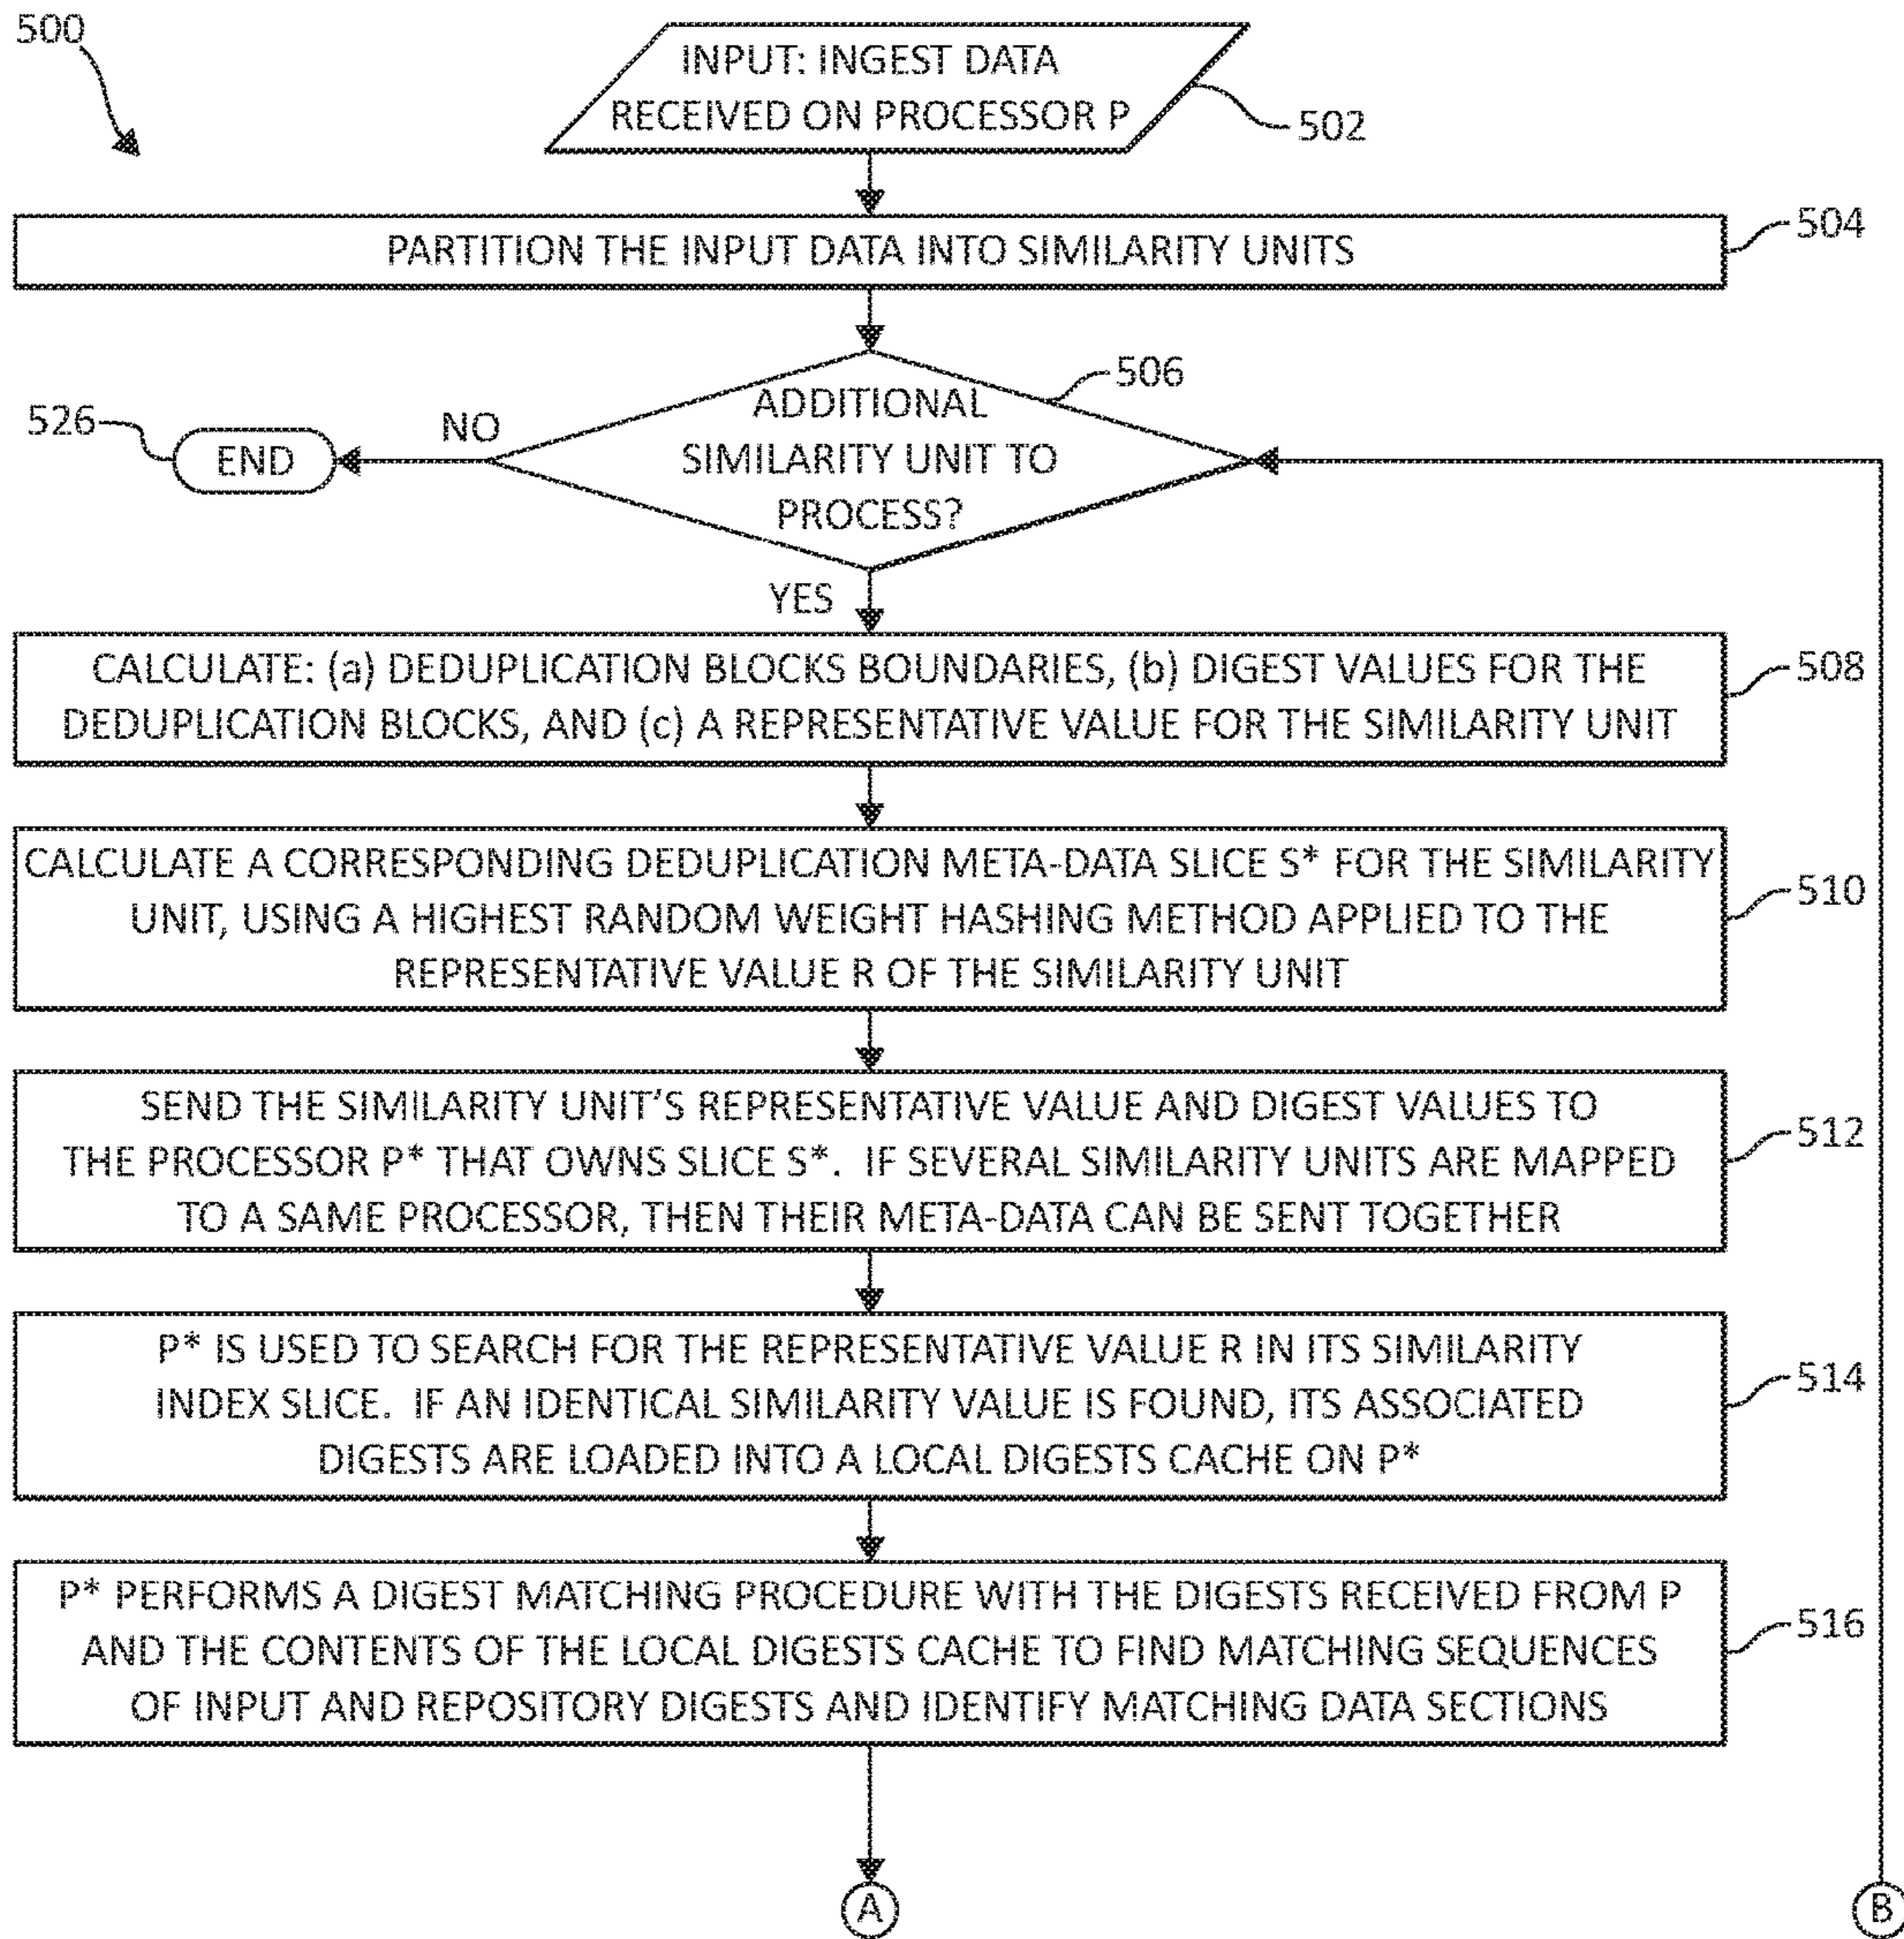 500
INPUT: INGEST DATA
RECEIVED ON PROCESSOR P
502
PARTITION THE INPUT DATA INTO SIMILARITY UNITS
504
506
ADDITIONAL
SIMILARITY UNIT TO
PROCESS?
NO
526
END
YES
CALCULATE: (a) DEDUPLICATION BLOCKS BOUNDARIES, (b) DIGEST VALUES FOR THE
DEDUPLICATION BLOCKS, AND (c) A REPRESENTATIVE VALUE FOR THE SIMILARITY UNIT
508
CALCULATE A CORRESPONDING DEDUPLICATION META-DATA SLICE S* FOR THE SIMILARITY
UNIT, USING A HIGHEST RANDOM WEIGHT HASHING METHOD APPLIED TO THE
REPRESENTATIVE VALUE R OF THE SIMILARITY UNIT
510
SEND THE SIMILARITY UNIT'S REPRESENTATIVE VALUE AND DIGEST VALUES TO
THE PROCESSOR P* THAT OWNS SLICE S*. IF SEVERAL SIMILARITY UNITS ARE MAPPED
TO A SAME PROCESSOR, THEN THEIR META-DATA CAN BE SENT TOGETHER
512
P* IS USED TO SEARCH FOR THE REPRESENTATIVE VALUE R IN ITS SIMILARITY
INDEX SLICE. IF AN IDENTICAL SIMILARITY VALUE IS FOUND, ITS ASSOCIATED
DIGESTS ARE LOADED INTO A LOCAL DIGESTS CACHE ON P*
514
P* PERFORMS A DIGEST MATCHING PROCEDURE WITH THE DIGESTS RECEIVED FROM P
AND THE CONTENTS OF THE LOCAL DIGESTS CACHE TO FIND MATCHING SEQUENCES
OF INPUT AND REPOSITORY DIGESTS AND IDENTIFY MATCHING DATA SECTIONS
516
A
B